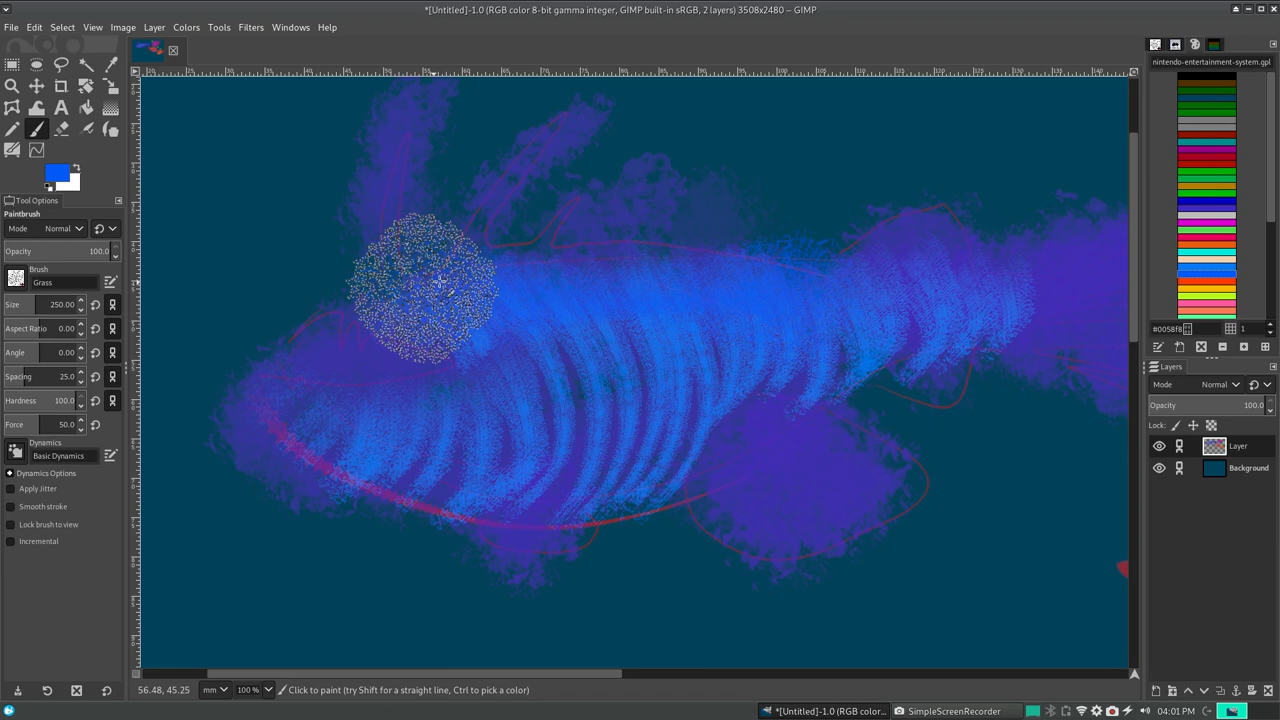 *[Untitled]-1.0 (RGB color 8-bit gamma integer, GIMP built-in sRGB, 2 layers) 3508x2480 – GIMP
File Edit Select View Image Layer Colors Tools Filters Windows Help
nintendo-entertainment-system.gpl
Tool Options
Paintbrush
Mode Normal
Opacity 100.0
Brush
Grass
Size 250.00
Aspect Ratio 0.00
Angle 0.00
Spacing 25.0
Hardness 100.0
Force 50.0
Dynamics
Basic Dynamics
Dynamics Options
Apply Jitter
Smooth stroke
Lock brush to view
Incremental
#0058f8 1
Layers
Mode Normal
Opacity 100.0
Lock:
Layer
Background
56.48, 45.25 mm 100 % Click to paint (try Shift for a straight line, Ctrl to pick a color)
*[Untitled]-1.0 (RGB color... SimpleScreenRecorder 04:01 PM